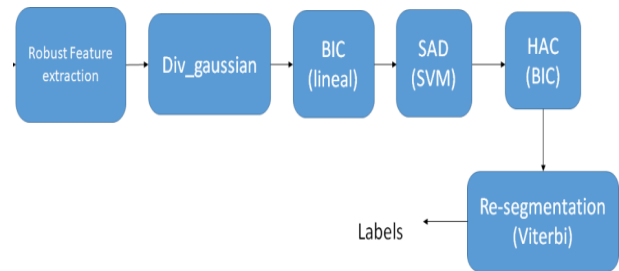 Robust Feature
extraction
Div_gaussian
BIC
(lineal)
SAD
(SVM)
HAC
(BIC)
Re-segmentation
(Viterbi)
Labels